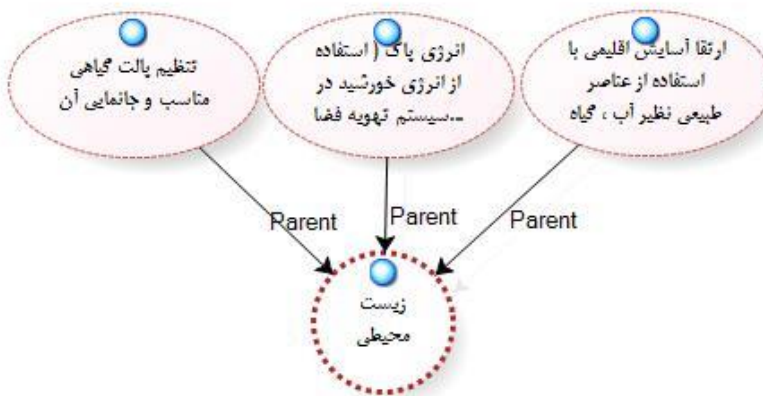 ارتقا آسایش اقلیمی با
استفاده از عناصر
طبیعی نظیر آب ، گیاه
انرژی پاک ( استفاده
از انرژی خورشید در
سیستم تهویه فضا...
تنظیم پالت گیاهی
مناسب و جانمایی آن
Parent
Parent
Parent
زیست
محیطی